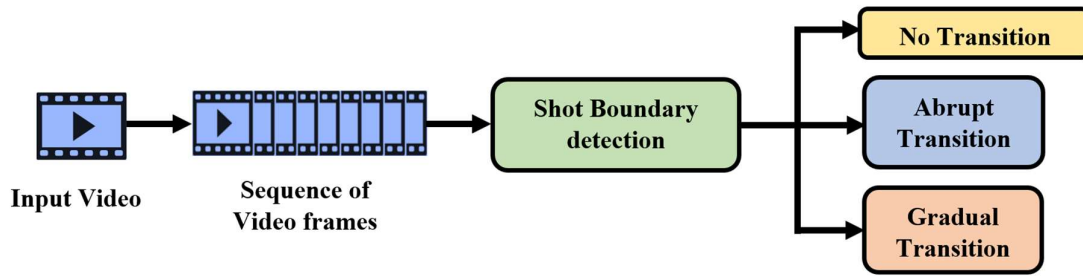 Input Video
Sequence of
Video frames
Shot Boundary
detection
No Transition
Abrupt
Transition
Gradual
Transition